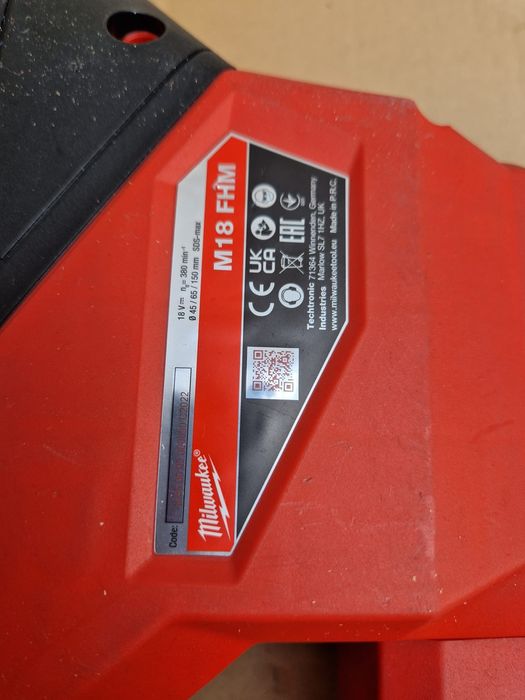 M18 FHM
18 V n₀= 380 min⁻¹
Ø 45 / 65 / 150 mm SDS-max
Code:
Milwaukee®
CE UK CA EAC
Techtronic 71364 Winnenden, Germany
Industries Marlow SL7 1HZ. UK
www.milwaukeetool.eu Made in P.R.C.